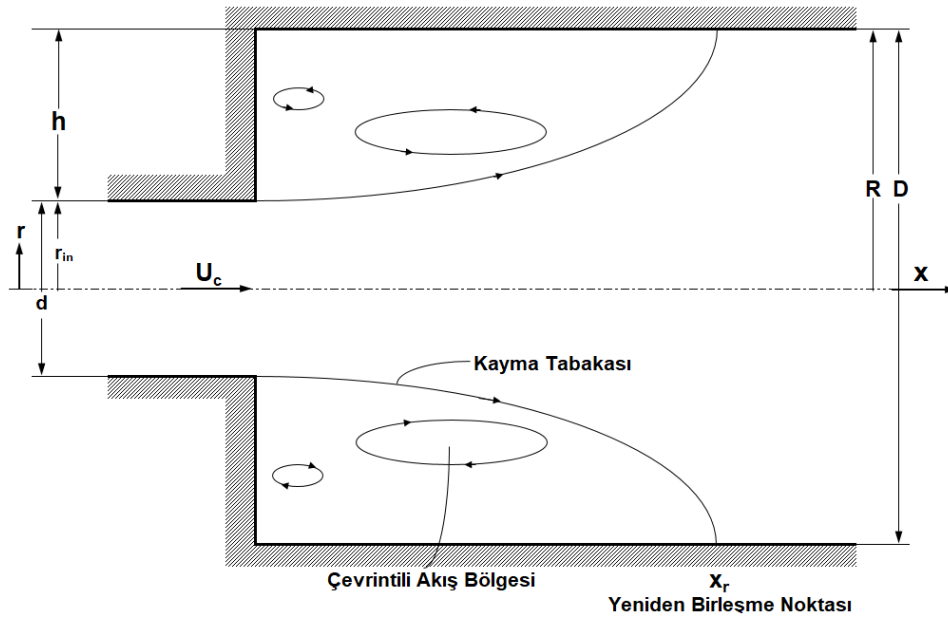 h
R
D
r
r_in
d
U_c
x
Kayma Tabakası
Çevrintili Akış Bölgesi
x_r
Yeniden Birleşme Noktası